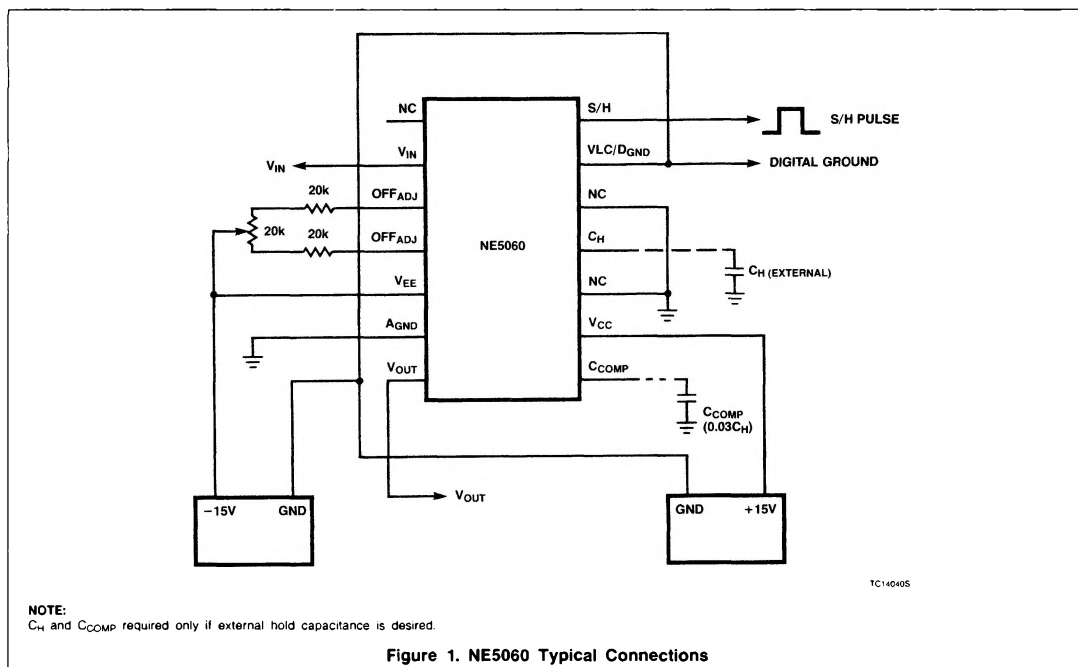 NC
S/H
S/H PULSE
VIN
VIN
VLC/DGND
DIGITAL GROUND
20k
OFFADJ
NC
20k
NE5060
20k
OFFADJ
CH
CH (EXTERNAL)
VEE
NC
AGND
VCC
VOUT
CCOMP
CCOMP
(0.03CH)
VOUT
−15V
GND
GND
+15V
TC14040S
NOTE:
CH and CCOMP required only if external hold capacitance is desired.
Figure 1. NE5060 Typical Connections